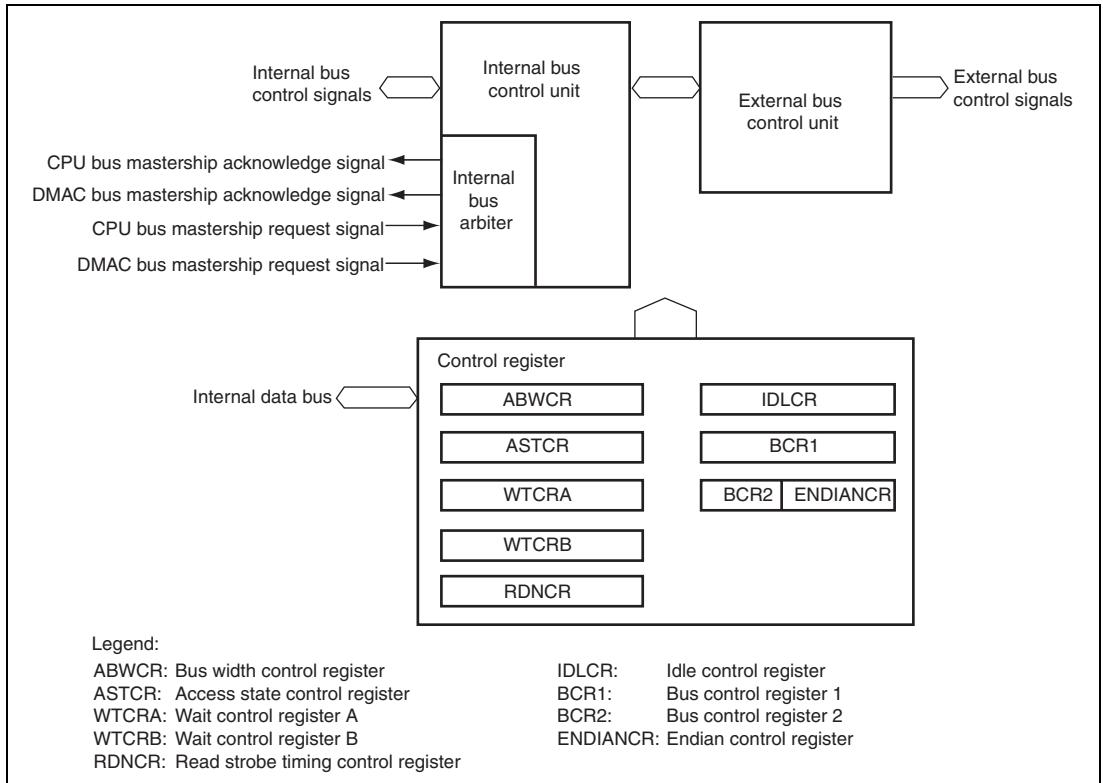 Internal bus
control signals
Internal bus
control unit
External bus
control unit
External bus
control signals
CPU bus mastership acknowledge signal
DMAC bus mastership acknowledge signal
CPU bus mastership request signal
DMAC bus mastership request signal
Internal
bus
arbiter
Control register
Internal data bus
ABWCR
IDLCR
ASTCR
BCR1
WTCRA
BCR2
ENDIANCR
WTCRB
RDNCR
Legend:
ABWCR: Bus width control register
ASTCR: Access state control register
WTCRA: Wait control register A
WTCRB: Wait control register B
RDNCR: Read strobe timing control register
IDLCR: Idle control register
BCR1: Bus control register 1
BCR2: Bus control register 2
ENDIANCR: Endian control register